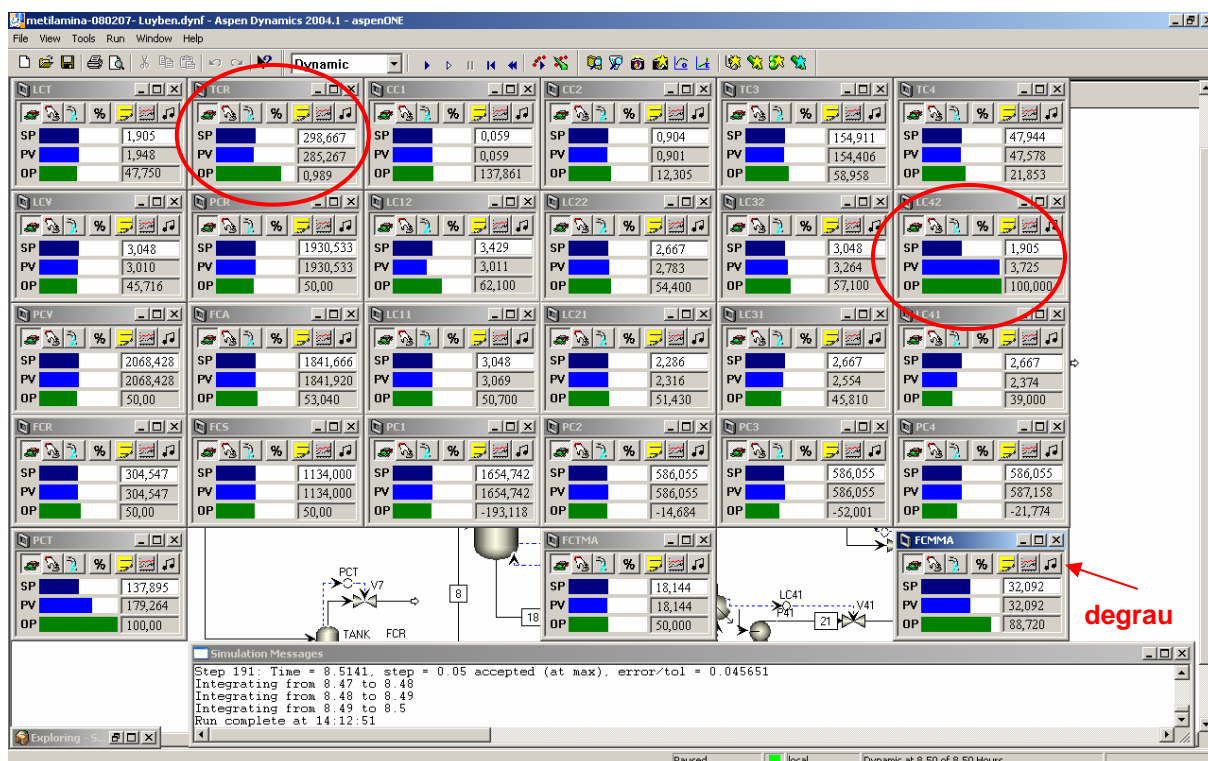 metilamina-080207- Luyben.dynf - Aspen Dynamics 2004.1 - aspenONE
File View Tools Run Window Help
Dynamic
LCT TCR CC1 CC2 TC3 TC4
% % % % % %
SP 1,905 SP 298,667 SP 0,059 SP 0,904 SP 154,911 SP 47,944
PV 1,948 PV 285,267 PV 0,059 PV 0,901 PV 154,406 PV 47,578
OP 47,750 OP 0,989 OP 137,861 OP 12,305 OP 58,958 OP 21,853
LCV PCR LC12 LC22 LC32 LC42
% % % % % %
SP 3,048 SP 1930,533 SP 3,429 SP 2,667 SP 3,048 SP 1,905
PV 3,010 PV 1930,533 PV 3,011 PV 2,783 PV 3,264 PV 3,725
OP 45,716 OP 50,00 OP 62,100 OP 54,400 OP 57,100 OP 100,000
PCV FCA LC11 LC21 LC31 LC41
% % % % % %
SP 2068,428 SP 1841,666 SP 3,048 SP 2,286 SP 2,667 SP 2,667
PV 2068,428 PV 1841,920 PV 3,069 PV 2,316 PV 2,554 PV 2,374
OP 50,00 OP 53,040 OP 50,700 OP 51,430 OP 45,810 OP 39,000
FCR FCS PC1 PC2 PC3 PC4
% % % % % %
SP 304,547 SP 1134,000 SP 1654,742 SP 586,055 SP 586,055 SP 586,055
PV 304,547 PV 1134,000 PV 1654,742 PV 586,055 PV 586,055 PV 587,158
OP 50,00 OP 50,00 OP -193,118 OP -14,684 OP -52,001 OP -21,774
PCT FCTMA FCMMA
% % %
SP 137,895 PCT V7 8 SP 18,144 LC41 SP 32,092
PV 179,264 PV 18,144 P41 V41 PV 32,092
OP 100,00 TANK FCR 18 OP 50,000 21 OP 88,720
degrau
Simulation Messages
Step 191: Time = 8.5141, step = 0.05 accepted (at max), error/tol = 0.045651
Integrating from 8.47 to 8.48
Integrating from 8.48 to 8.49
Integrating from 8.49 to 8.5
Run complete at 14:12:51
Exploring - S...
Paused local Dynamic at 8.50 of 8.50 Hours